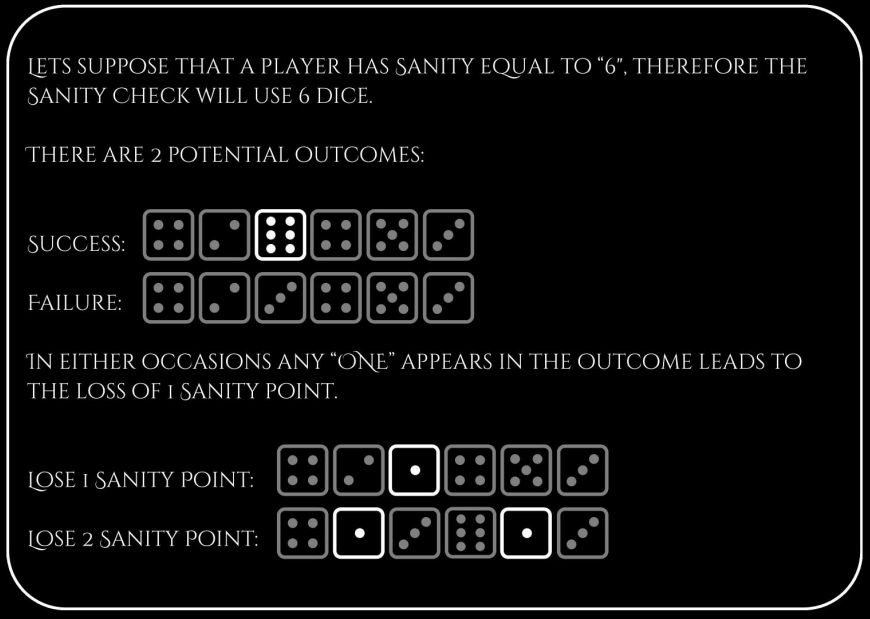 Lets suppose that a player has Sanity equal to “6”, therefore the
Sanity Check will use 6 dice.
There are 2 potential outcomes:
Success:
Failure:
In either occasions any “One” appears in the outcome leads to
the loss of 1 Sanity point.
Lose 1 Sanity Point:
Lose 2 Sanity Point: